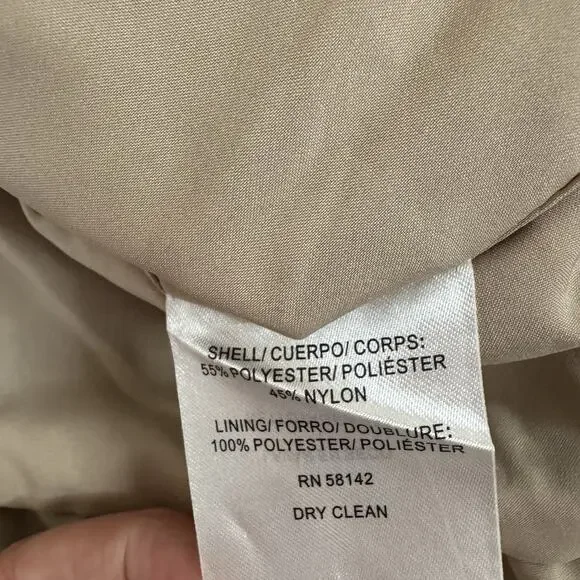 SHELL/ CUERPO/ CORPS:
55% POLYESTER/ POLIÉSTER
45% NYLON
LINING/ FORRO/ DOUBLURE:
100% POLYESTER/ POLIÉSTER
RN 58142
DRY CLEAN